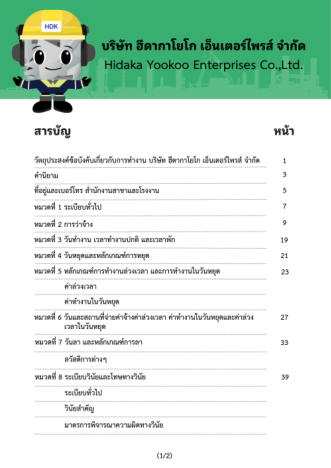 HDK
บริษัท ฮีดากาโยโก เอ็นเตอร์ไพรส์ จำกัด
Hidaka Yookoo Enterprises Co.,Ltd.
สารบัญ หน้า
วัตถุประสงค์ข้อบังคับเกี่ยวกับการทำงาน บริษัท ฮีดากาโยโก เอ็นเตอร์ไพรส์ จำกัด 1
คำนิยาม 3
ที่อยู่และเบอร์โทร สำนักงานสาขาและโรงงาน 5
หมวดที่ 1 ระเบียบทั่วไป 7
หมวดที่ 2 การว่าจ้าง 9
หมวดที่ 3 วันทำงาน เวลาทำงานปกติ และเวลาพัก 19
หมวดที่ 4 วันหยุดและหลักเกณฑ์การหยุด 21
หมวดที่ 5 หลักเกณฑ์การทำงานล่วงเวลา และการทำงานในวันหยุด 23
ค่าล่วงเวลา
ค่าทำงานในวันหยุด
หมวดที่ 6 วันและสถานที่จ่ายค่าจ้างค่าล่วงเวลา ค่าทำงานในวันหยุดและค่าล่วง 27
เวลาในวันหยุด
หมวดที่ 7 วันลา และหลักเกณฑ์การลา 33
สวัสดิการต่างๆ
หมวดที่ 8 ระเบียบวินัยและโทษทางวินัย 39
ระเบียบทั่วไป
วินัยสำคัญ
มาตรการพิจารณาความผิดทางวินัย
(1/2)